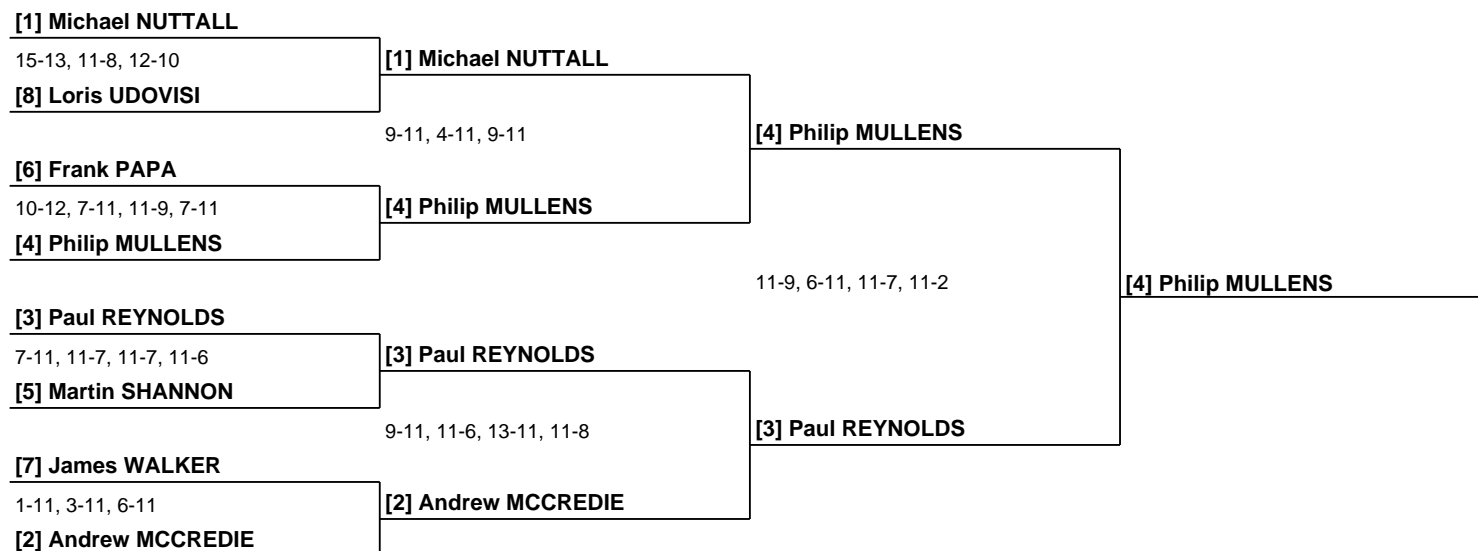 [1] Michael NUTTALL
15-13, 11-8, 12-10
[1] Michael NUTTALL
[8] Loris UDOVISI
9-11, 4-11, 9-11
[4] Philip MULLENS
[6] Frank PAPA
10-12, 7-11, 11-9, 7-11
[4] Philip MULLENS
[4] Philip MULLENS
11-9, 6-11, 11-7, 11-2
[4] Philip MULLENS
[3] Paul REYNOLDS
7-11, 11-7, 11-7, 11-6
[3] Paul REYNOLDS
[5] Martin SHANNON
9-11, 11-6, 13-11, 11-8
[3] Paul REYNOLDS
[7] James WALKER
1-11, 3-11, 6-11
[2] Andrew MCCREDIE
[2] Andrew MCCREDIE